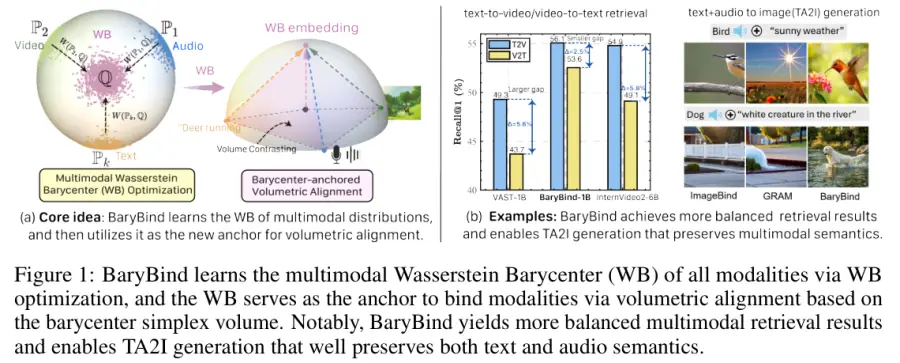 ℙ₂
Video
WB
ℙ₁
Audio
W(ℙ₂, ℚ)
W(ℙ₁, ℚ)
ℚ
W(ℙₖ, ℚ)
ℙₖ
Text
Multimodal Wasserstein
Barycenter (WB) Optimization
WB
WB embedding
"Deer running"
Volume Contrasting
Barycenter-anchored
Volumetric Alignment
(a) Core idea: BaryBind learns the WB of multimodal distributions,
and then utilizes it as the new anchor for volumetric alignment.
text-to-video/video-to-text retrieval
Recall@1 (%)
55
50
45
40
T2V
V2T
49.3
Larger gap
Δ=5.6%
43.7
56.1
Smaller gap
Δ=2.5%
53.6
54.9
Δ=5.8%
49.1
VAST-1B
BaryBind-1B
InternVideo2-6B
text+audio to image(TA2I) generation
Bird + "sunny weather"
Dog + "white creature in the river"
ImageBind
GRAM
BaryBind
(b) Examples: BaryBind achieves more balanced retrieval results
and enables TA2I generation that preserves multimodal semantics.
Figure 1: BaryBind learns the multimodal Wasserstein Barycenter (WB) of all modalities via WB
optimization, and the WB serves as the anchor to bind modalities via volumetric alignment based on
the barycenter simplex volume. Notably, BaryBind yields more balanced multimodal retrieval results
and enables TA2I generation that well preserves both text and audio semantics.